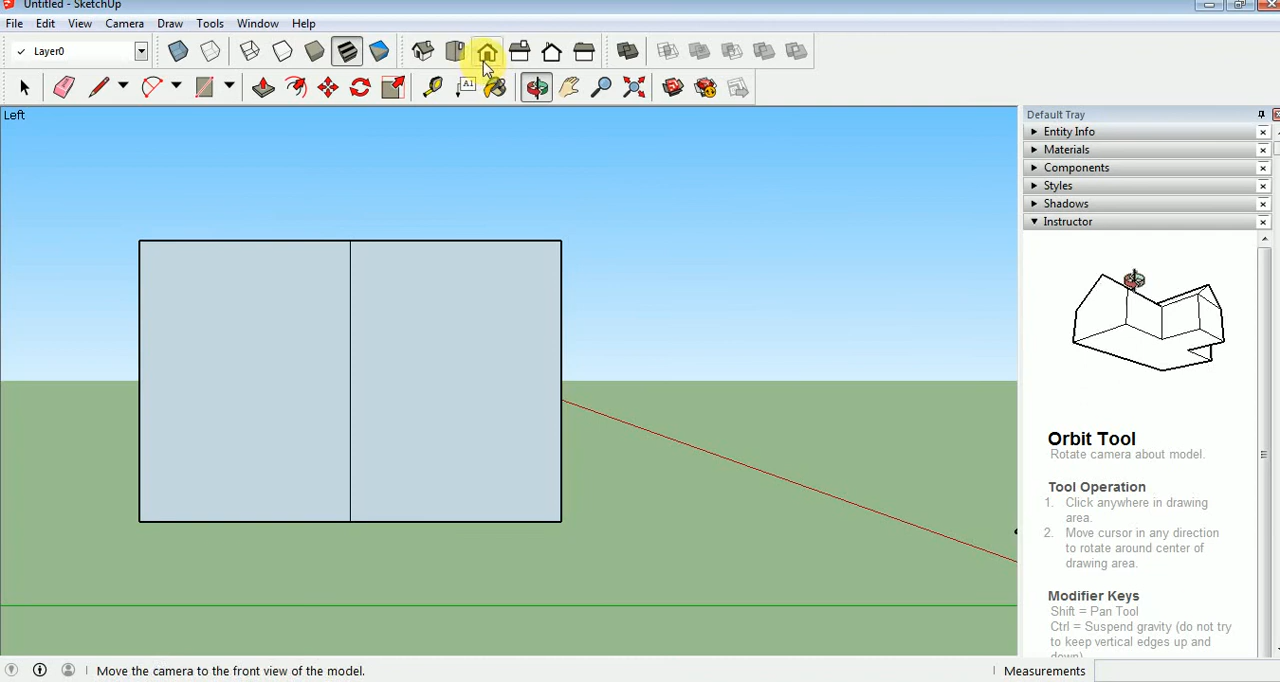 Untitled - SketchUp
File Edit View Camera Draw Tools Window Help
Layer0
A1
Left
Default Tray
Entity Info
Materials
Components
Styles
Shadows
Instructor
Orbit Tool
Rotate camera about model.
Tool Operation
1. Click anywhere in drawing
area.
2. Move cursor in any direction
to rotate around center of
drawing area.
Modifier Keys
Shift = Pan Tool
Ctrl = Suspend gravity (do not try
to keep vertical edges up and
down)
Move the camera to the front view of the model.
Measurements